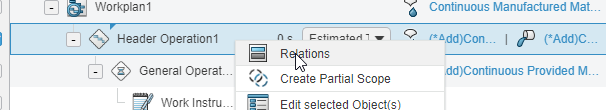 Workplan1 Continuous Manufactured Mat...
Header Operation1 0 s Estimated (*Add)Con... (*Add)C...
Relations
General Operat... (*Add)Continuous Provided M...
Create Partial Scope
Work Instru... Edit selected Object(s)